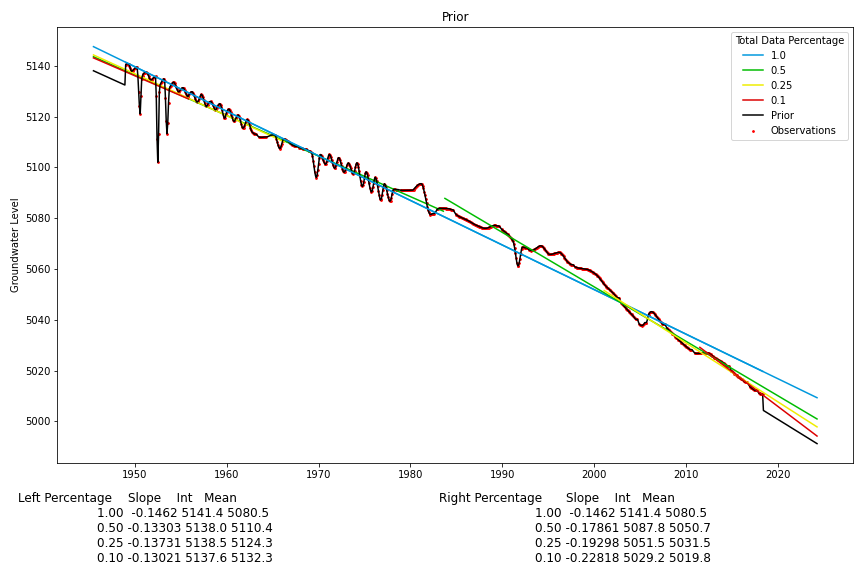 Prior
Total Data Percentage
1.0
0.5
0.25
0.1
Prior
Observations
Groundwater Level
5140
5120
5100
5080
5060
5040
5020
5000
1950 1960 1970 1980 1990 2000 2010 2020
Left Percentage Slope Int Mean
1.00 -0.1462 5141.4 5080.5
0.50 -0.13303 5138.0 5110.4
0.25 -0.13731 5138.5 5124.3
0.10 -0.13021 5137.6 5132.3
Right Percentage Slope Int Mean
1.00 -0.1462 5141.4 5080.5
0.50 -0.17861 5087.8 5050.7
0.25 -0.19298 5051.5 5031.5
0.10 -0.22818 5029.2 5019.8